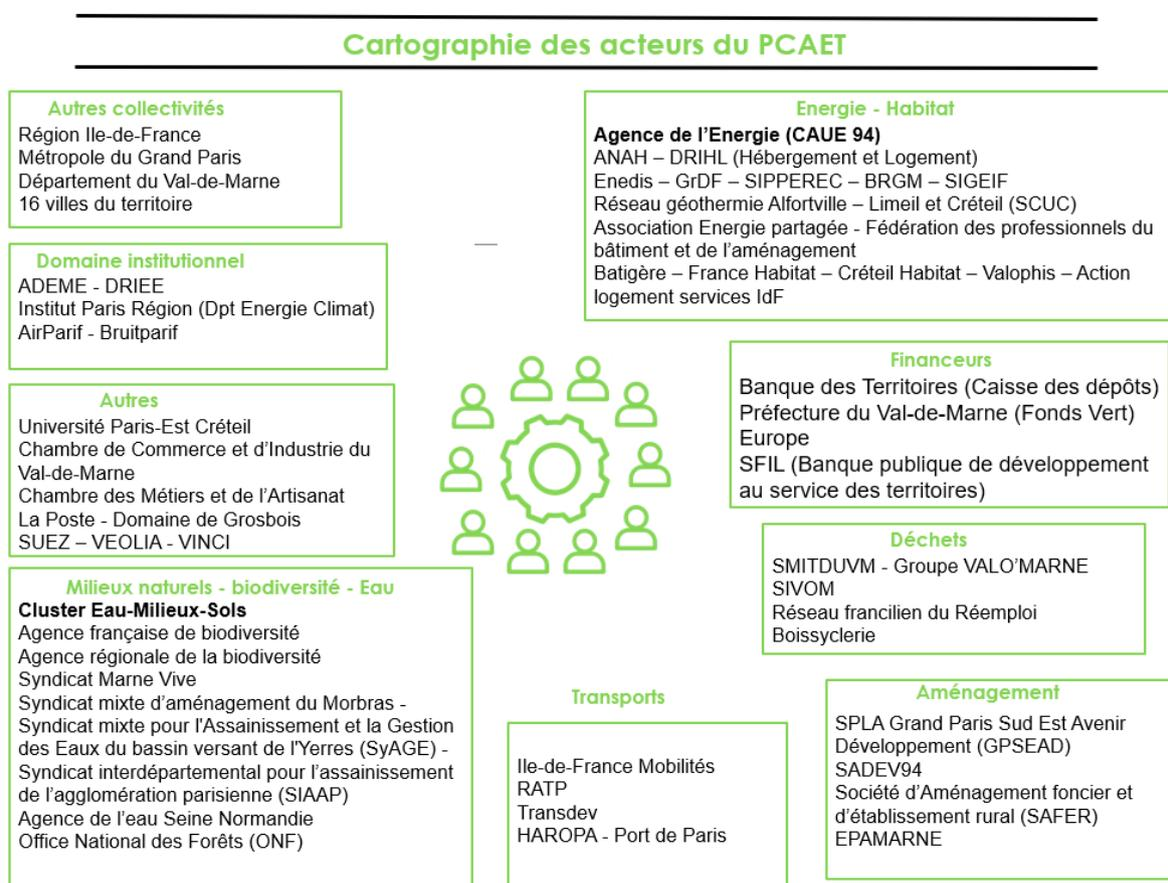 Cartographie des acteurs du PCAET
Autres collectivités
Région Ile-de-France
Métropole du Grand Paris
Département du Val-de-Marne
16 villes du territoire
Domaine institutionnel
ADEME - DRIEE
Institut Paris Région (Dpt Energie Climat)
AirParif - Bruitparif
Autres
Université Paris-Est Créteil
Chambre de Commerce et d’Industrie du
Val-de-Marne
Chambre des Métiers et de l’Artisanat
La Poste - Domaine de Grosbois
SUEZ – VEOLIA - VINCI
Milieux naturels - biodiversité - Eau
Cluster Eau-Milieux-Sols
Agence française de biodiversité
Agence régionale de la biodiversité
Syndicat Marne Vive
Syndicat mixte d’aménagement du Morbras -
Syndicat mixte pour l'Assainissement et la Gestion
des Eaux du bassin versant de l'Yerres (SyAGE) -
Syndicat interdépartemental pour l’assainissement
de l’agglomération parisienne (SIAAP)
Agence de l’eau Seine Normandie
Office National des Forêts (ONF)
Energie - Habitat
Agence de l’Energie (CAUE 94)
ANAH – DRIHL (Hébergement et Logement)
Enedis – GrDF – SIPPEREC – BRGM – SIGEIF
Réseau géothermie Alfortville – Limeil et Créteil (SCUC)
Association Energie partagée - Fédération des professionnels du
bâtiment et de l’aménagement
Batigère – France Habitat – Créteil Habitat – Valophis – Action
logement services IdF
Financeurs
Banque des Territoires (Caisse des dépôts)
Préfecture du Val-de-Marne (Fonds Vert)
Europe
SFIL (Banque publique de développement
au service des territoires)
Déchets
SMITDUVM - Groupe VALO’MARNE
SIVOM
Réseau francilien du Réemploi
Boissyclerie
Transports
Ile-de-France Mobilités
RATP
Transdev
HAROPA - Port de Paris
Aménagement
SPLA Grand Paris Sud Est Avenir
Développement (GPSEAD)
SADEV94
Société d’Aménagement foncier et
d’établissement rural (SAFER)
EPAMARNE